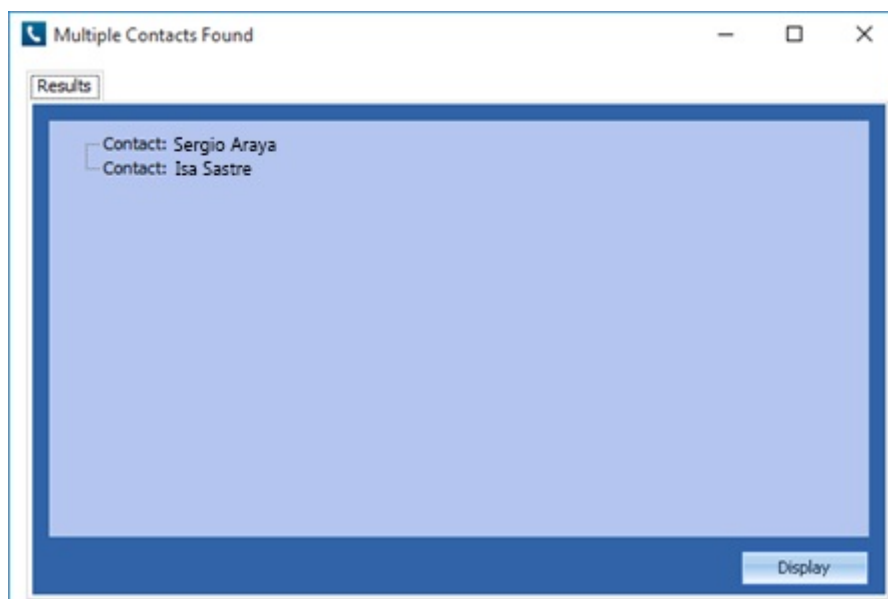 Multiple Contacts Found
Results
Contact: Sergio Araya
Contact: Isa Sastre
Display